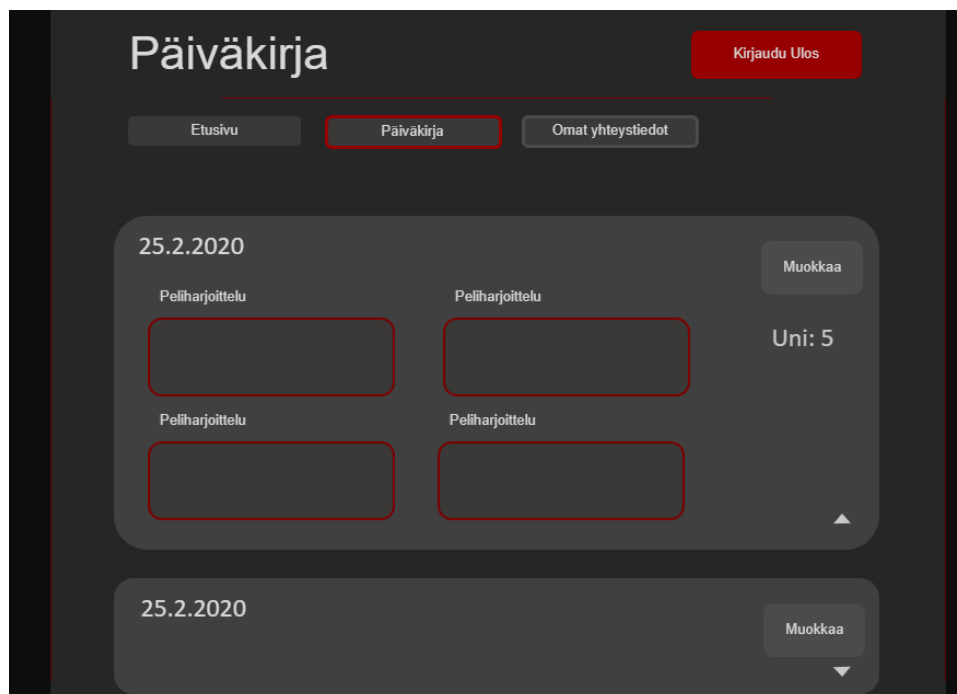 Päiväkirja
Kirjaudu Ulos
Etusivu
Päiväkirja
Omat yhteystiedot
25.2.2020
Muokkaa
Peliharjoittelu
Peliharjoittelu
Uni: 5
Peliharjoittelu
Peliharjoittelu
25.2.2020
Muokkaa